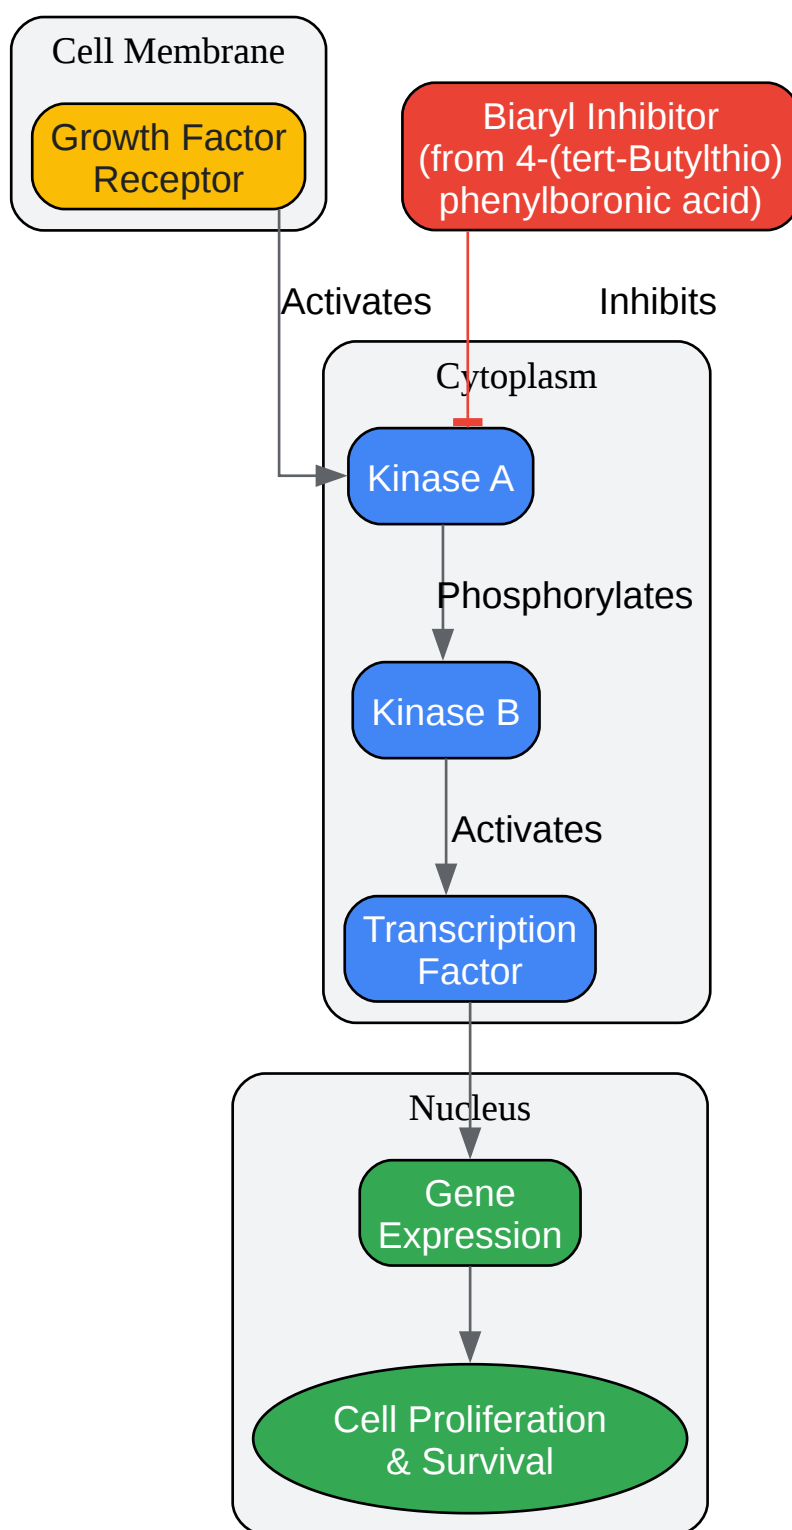 Cell Membrane
Growth Factor
Receptor
Biaryl Inhibitor
(from 4-(tert-Butylthio)
phenylboronic acid)
Activates
Inhibits
Cytoplasm
Kinase A
Phosphorylates
Kinase B
Activates
Transcription
Factor
Nucleus
Gene
Expression
Cell Proliferation
& Survival